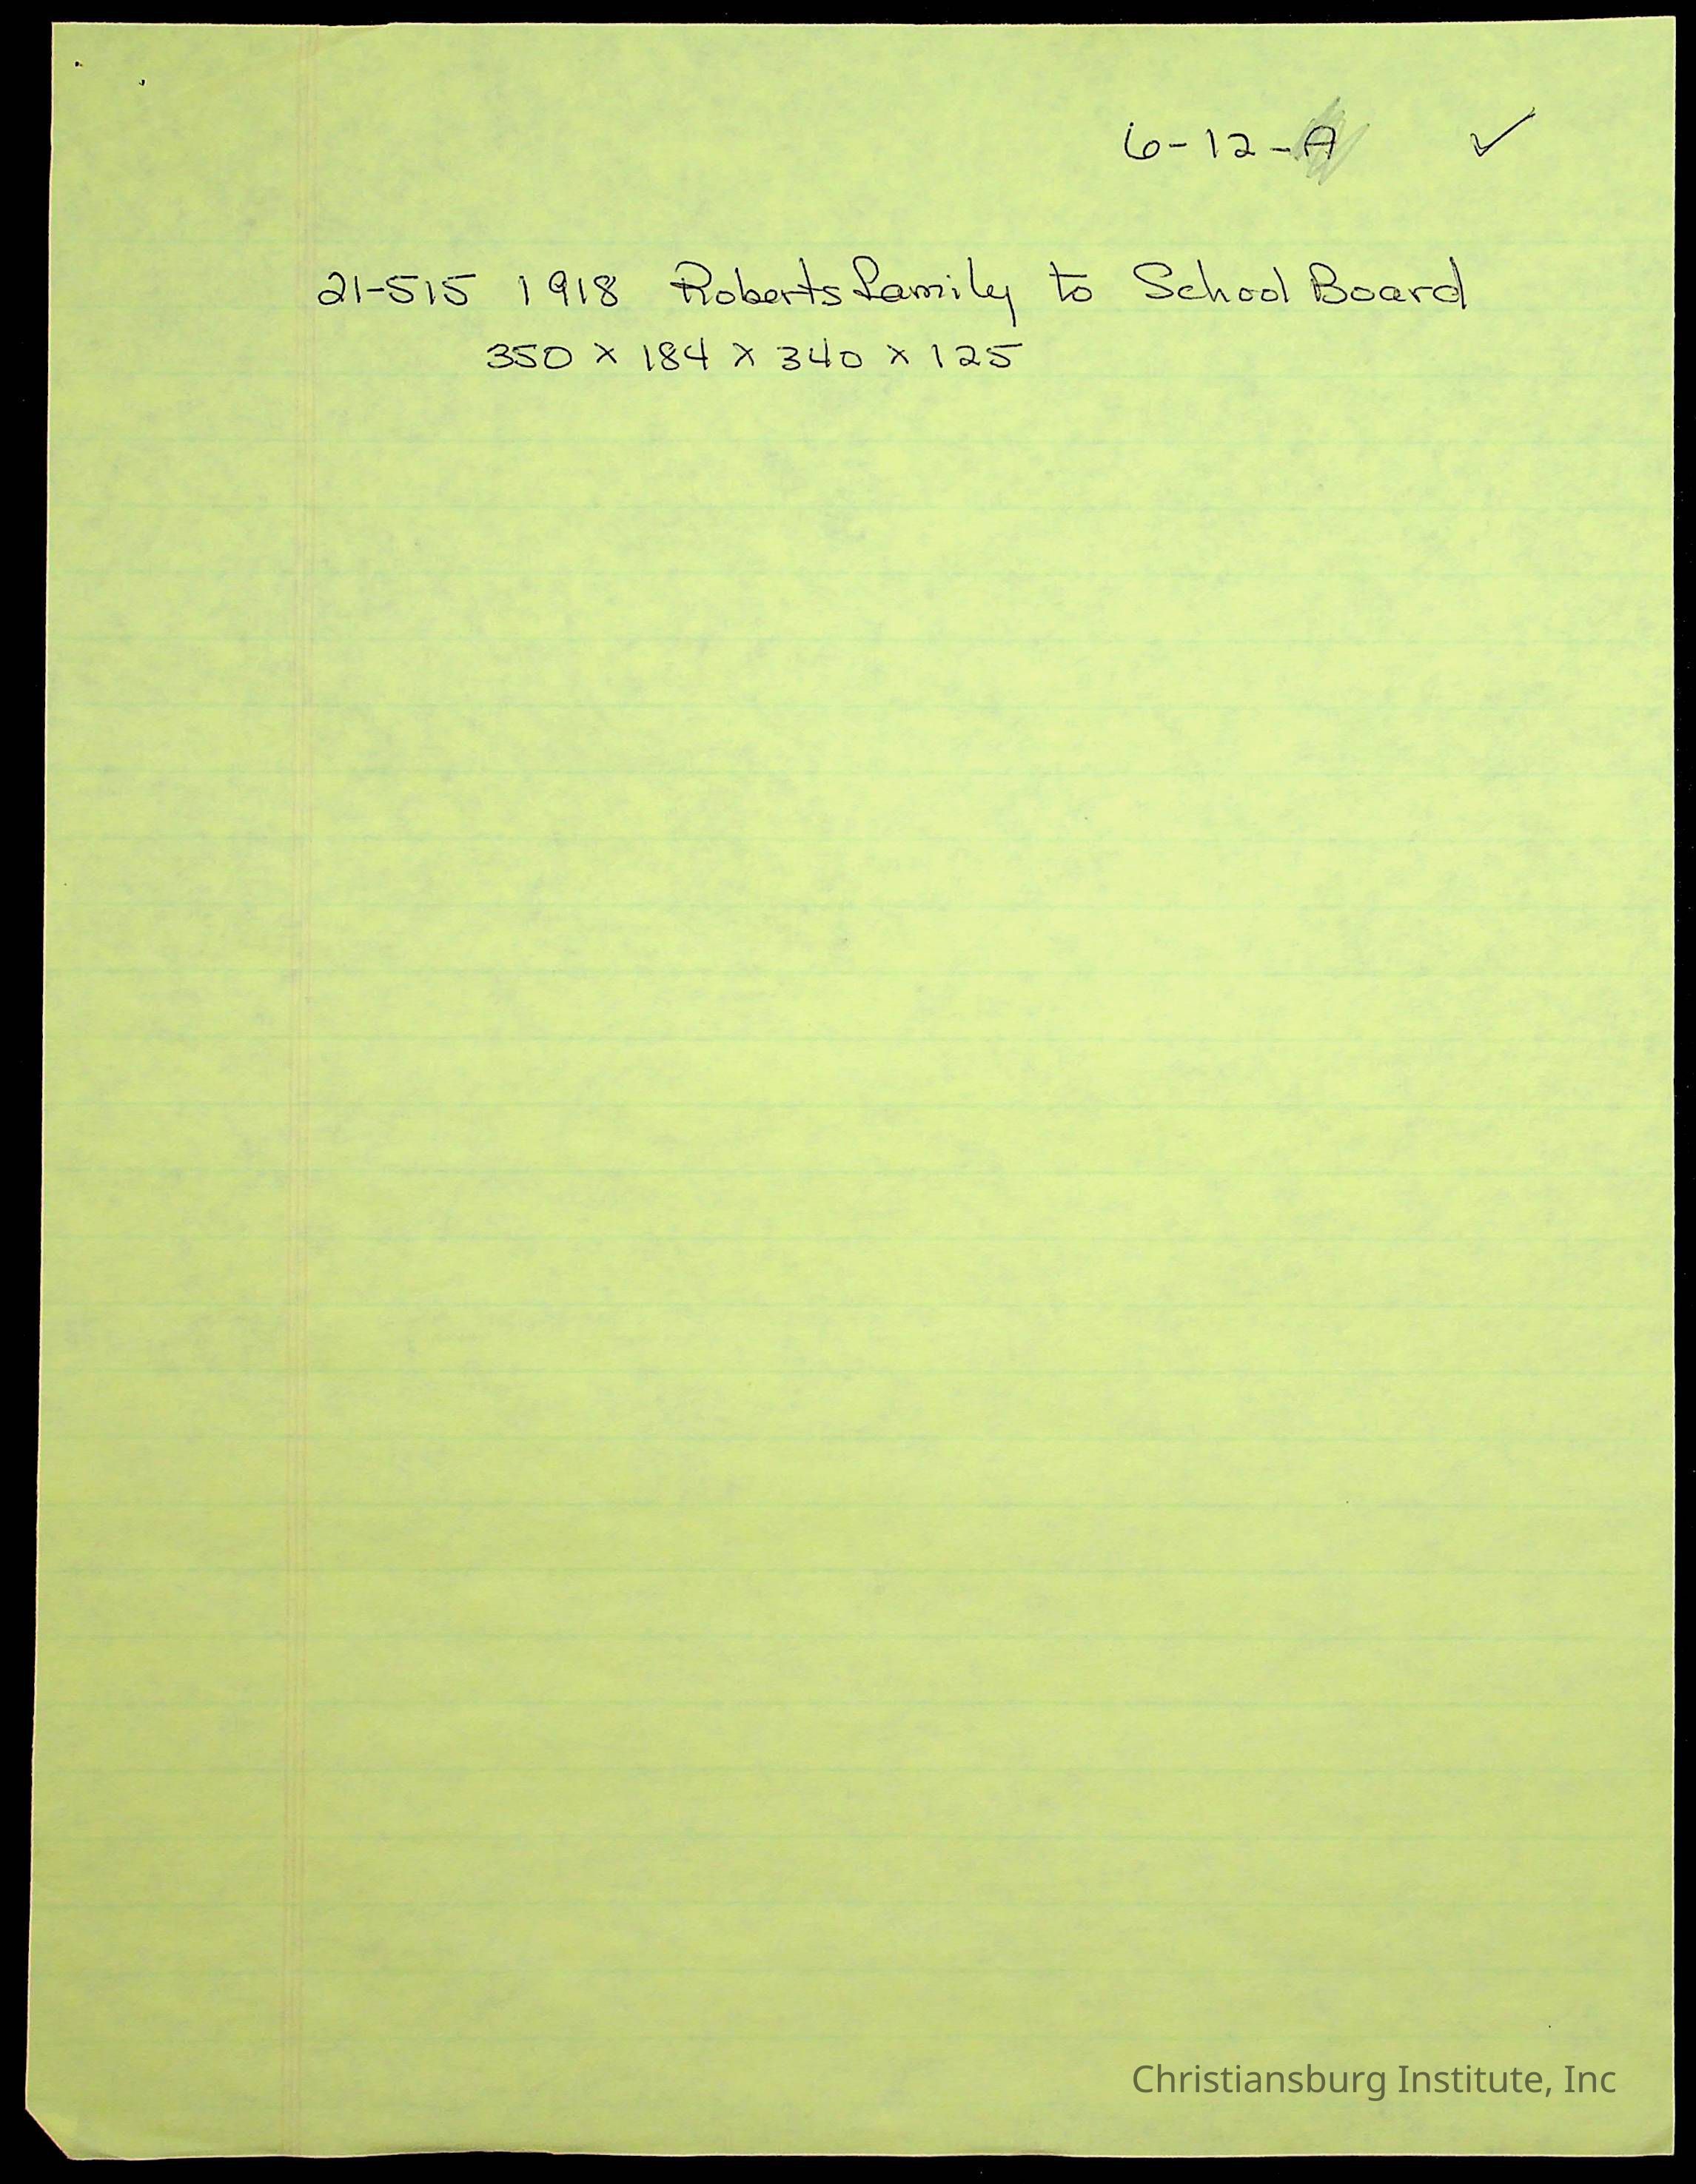 6-12-A ✓
21-515 1918 Roberts family to School Board
350 x 184 x 340 x 125
Christiansburg Institute, Inc